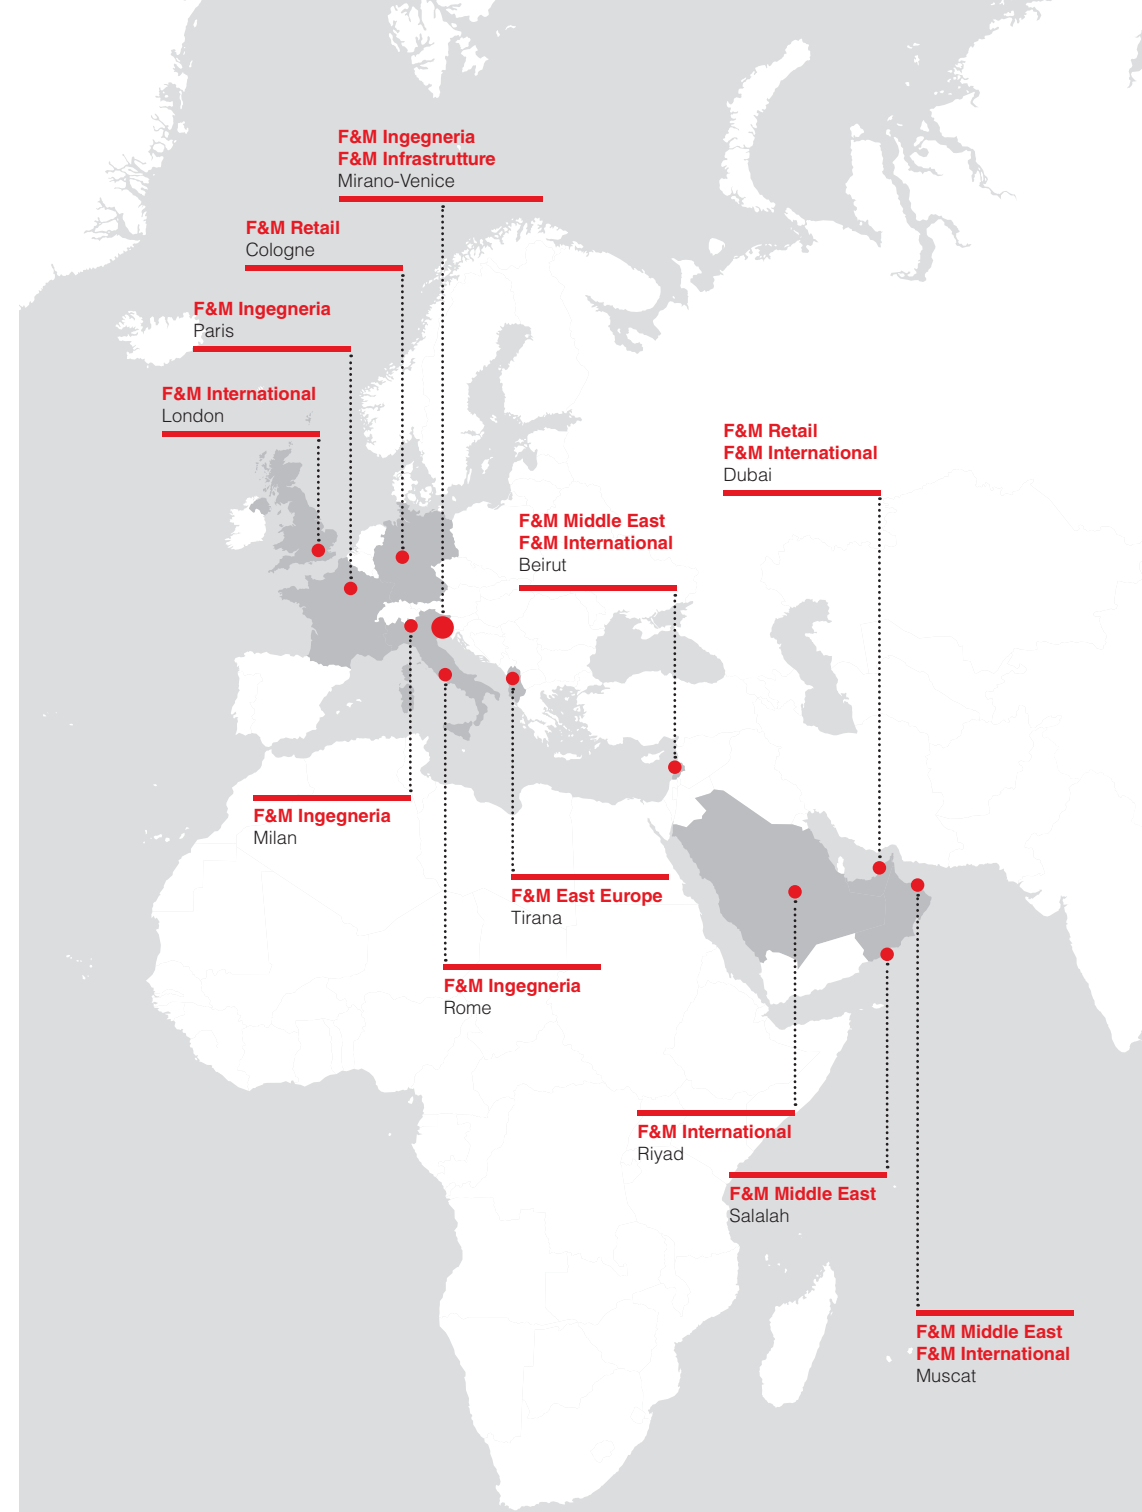 F&M Ingegneria
F&M Infrastrutture
Mirano-Venice
F&M Retail
Cologne
F&M Ingegneria
Paris
F&M International
London
F&M Retail
F&M International
Dubai
F&M Middle East
F&M International
Beirut
F&M Ingegneria
Milan
F&M East Europe
Tirana
F&M Ingegneria
Rome
F&M International
Riyad
F&M Middle East
Salalah
F&M Middle East
F&M International
Muscat